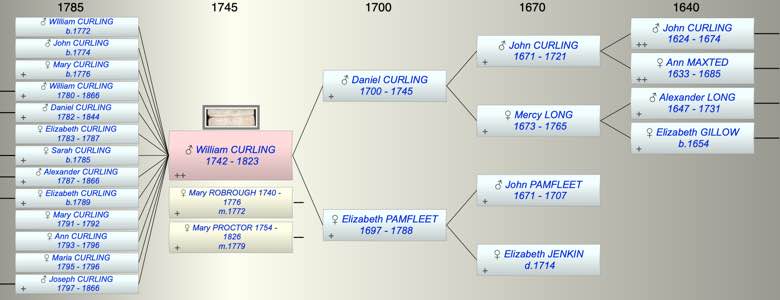 1785
1745
1700
1670
1640
♂ William CURLING
b.1772
♂ John CURLING
b.1774
♀ Mary CURLING
+ b.1776
♂ William CURLING
+ 1780 - 1866
♂ Daniel CURLING
+ 1782 - 1844
♀ Elizabeth CURLING
1783 - 1787
♀ Sarah CURLING
+ b.1785
♂ Alexander CURLING
+ 1787 - 1866
♀ Elizabeth CURLING
+ b.1789
♀ Mary CURLING
1791 - 1792
♀ Ann CURLING
+ 1793 - 1796
♀ Maria CURLING
1795 - 1796
♂ Joseph CURLING
+ 1797 - 1866
♂ William CURLING
1742 - 1823
++
♀ Mary ROBROUGH 1740 -
1776
+ m.1772
♀ Mary PROCTOR 1754 -
1826
+ m.1779
♂ Daniel CURLING
1700 - 1745
+
♀ Elizabeth PAMFLEET
1697 - 1788
+
♂ John CURLING
1671 - 1721
+
♀ Mercy LONG
1673 - 1765
+
♂ John PAMFLEET
1671 - 1707
+
♀ Elizabeth JENKIN
d.1714
+
♂ John CURLING
1624 - 1674
++
♀ Ann MAXTED
1633 - 1685
++
♂ Alexander LONG
1647 - 1731
+
♀ Elizabeth GILLOW
b.1654
+